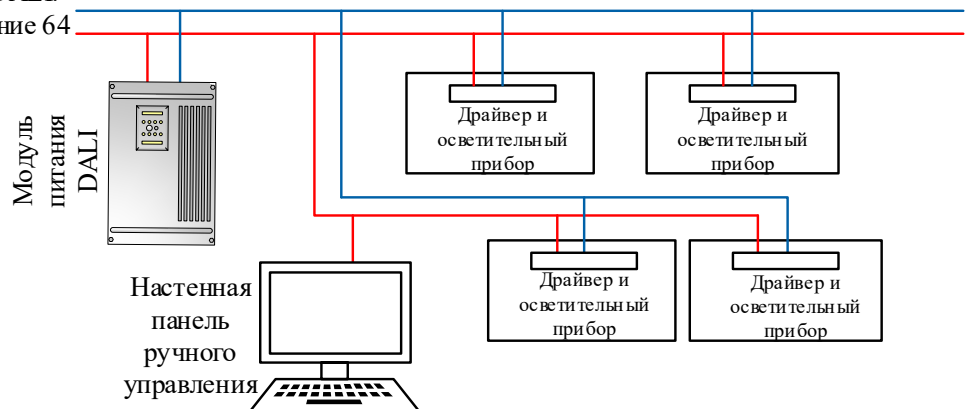 ние 64
Модуль
питания
DALI
Драйвер и
осветительный
прибор
Драйвер и
осветительный
прибор
Драйвер и
осветительный
прибор
Драйвер и
осветительный
прибор
Настенная
панель
ручного
управления